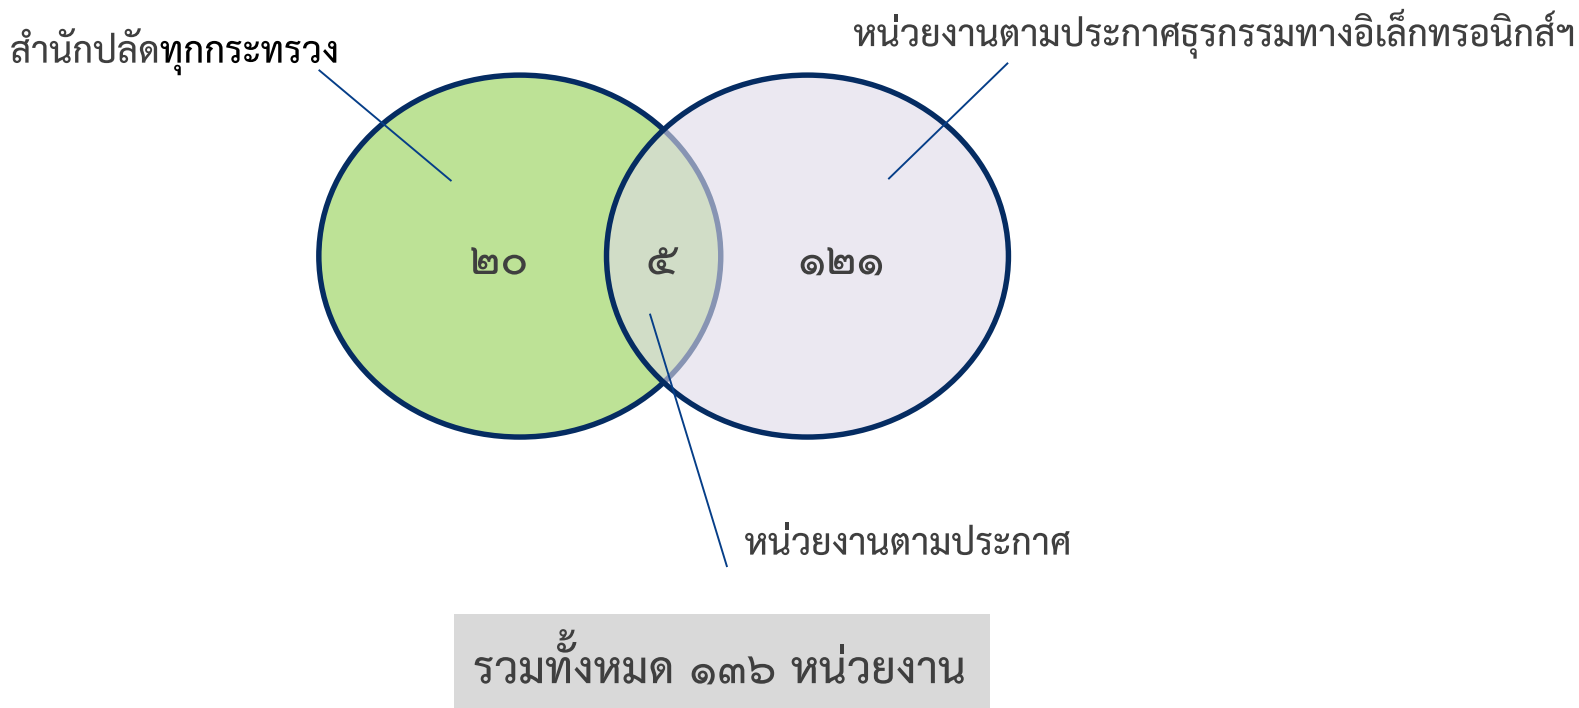 สำนักปลัดทุกกระทรวง
หน่วยงานตามประกาศธุรกรรมทางอิเล็กทรอนิกส์ฯ
๒๐
๕
๑๒๑
หน่วยงานตามประกาศ
รวมทั้งหมด ๑๓๖ หน่วยงาน